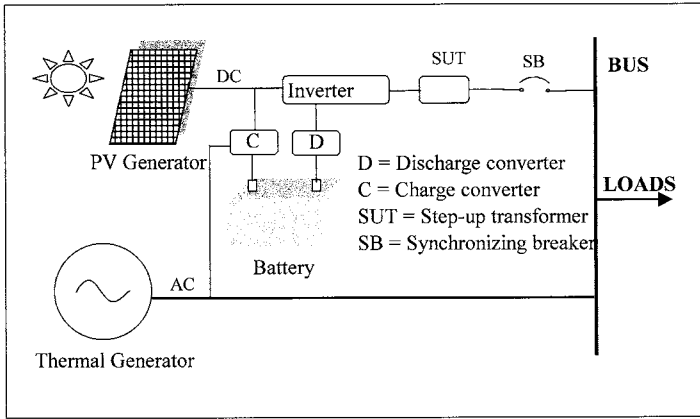 DC
Inverter
SUT
SB
BUS
C
D
PV Generator
D = Discharge converter
C = Charge converter
LOADS
SUT = Step-up transformer
SB = Synchronizing breaker
Battery
AC
Thermal Generator